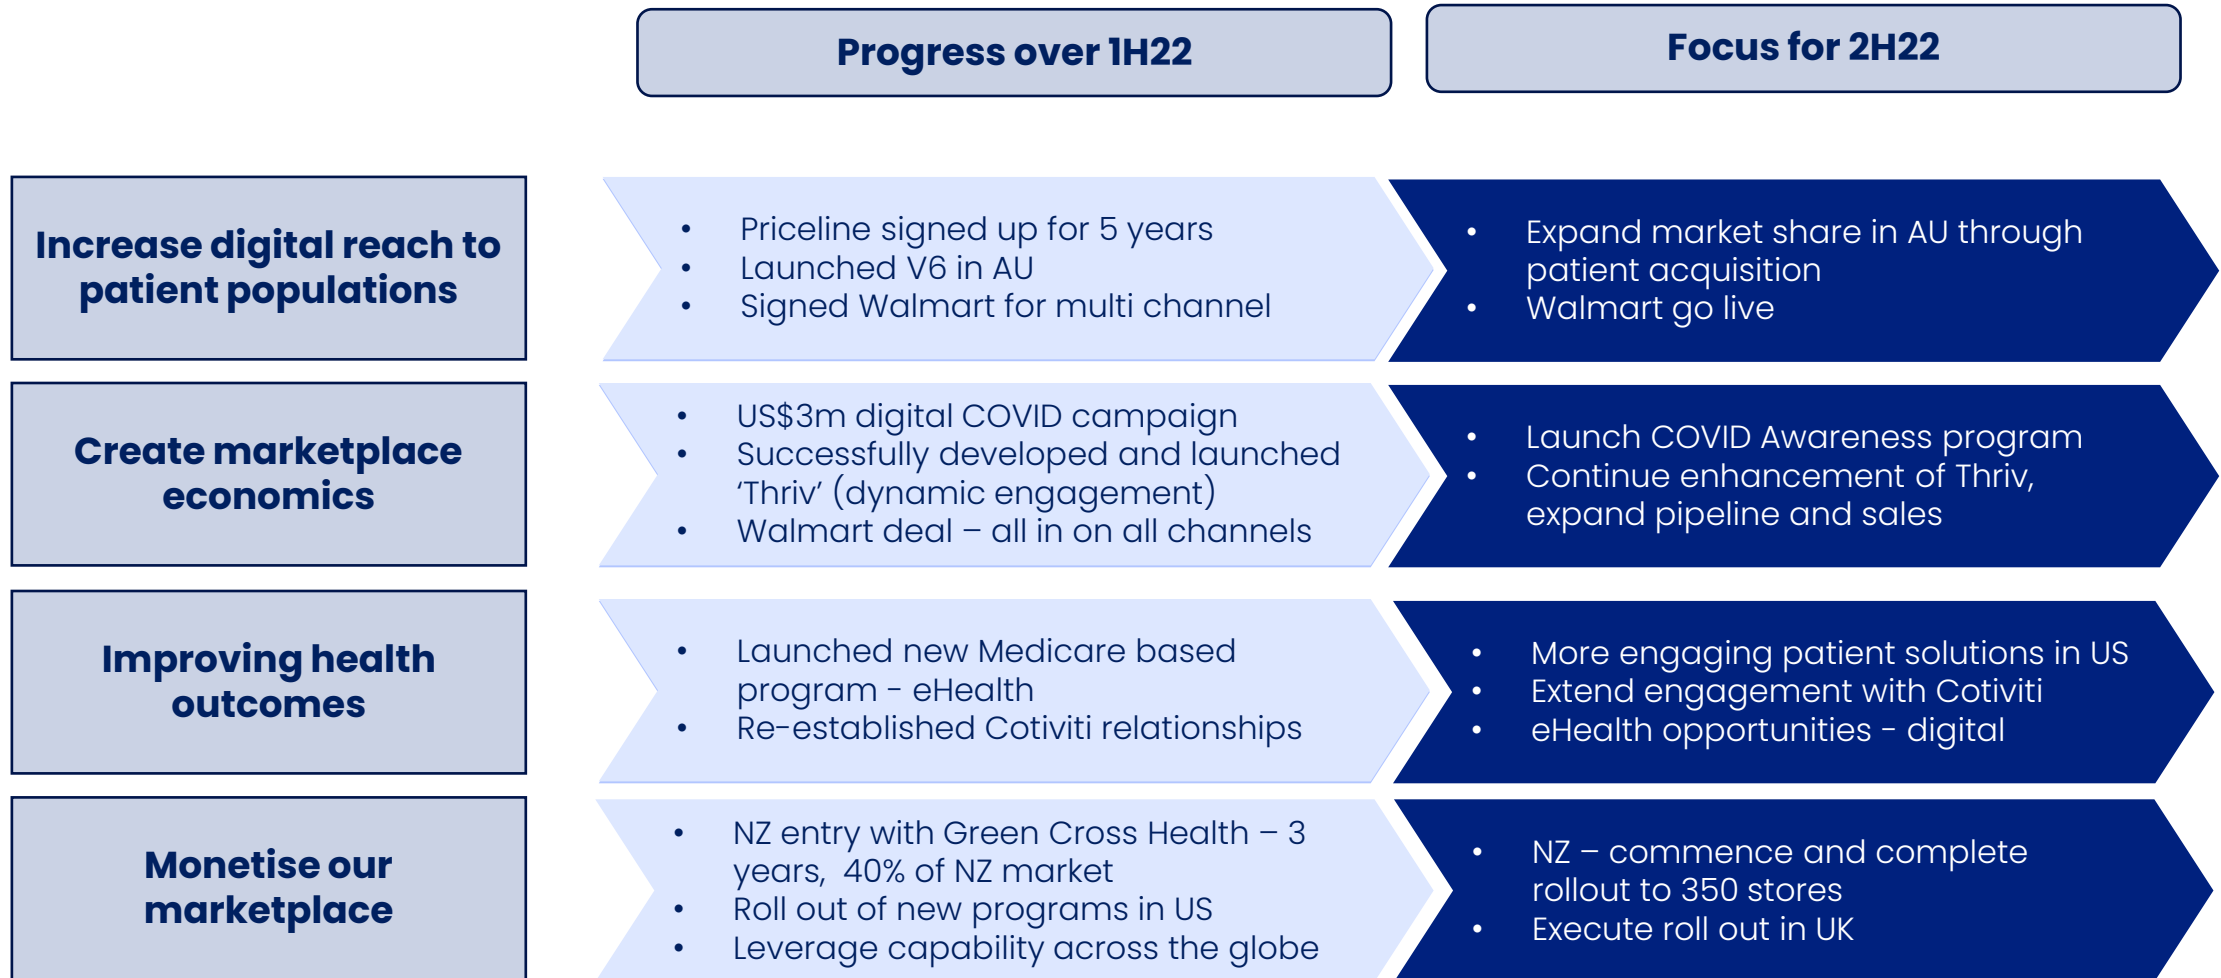 Progress over 1H22
Focus for 2H22
Increase digital reach to
patient populations
• Priceline signed up for 5 years
• Launched V6 in AU
• Signed Walmart for multi channel
• Expand market share in AU through
patient acquisition
• Walmart go live
Create marketplace
economics
• US$3m digital COVID campaign
• Successfully developed and launched
‘Thriv’ (dynamic engagement)
• Walmart deal – all in on all channels
• Launch COVID Awareness program
• Continue enhancement of Thriv,
expand pipeline and sales
Improving health
outcomes
• Launched new Medicare based
program - eHealth
• Re-established Cotiviti relationships
• More engaging patient solutions in US
• Extend engagement with Cotiviti
• eHealth opportunities - digital
Monetise our
marketplace
• NZ entry with Green Cross Health – 3
years, 40% of NZ market
• Roll out of new programs in US
• Leverage capability across the globe
• NZ – commence and complete
rollout to 350 stores
• Execute roll out in UK